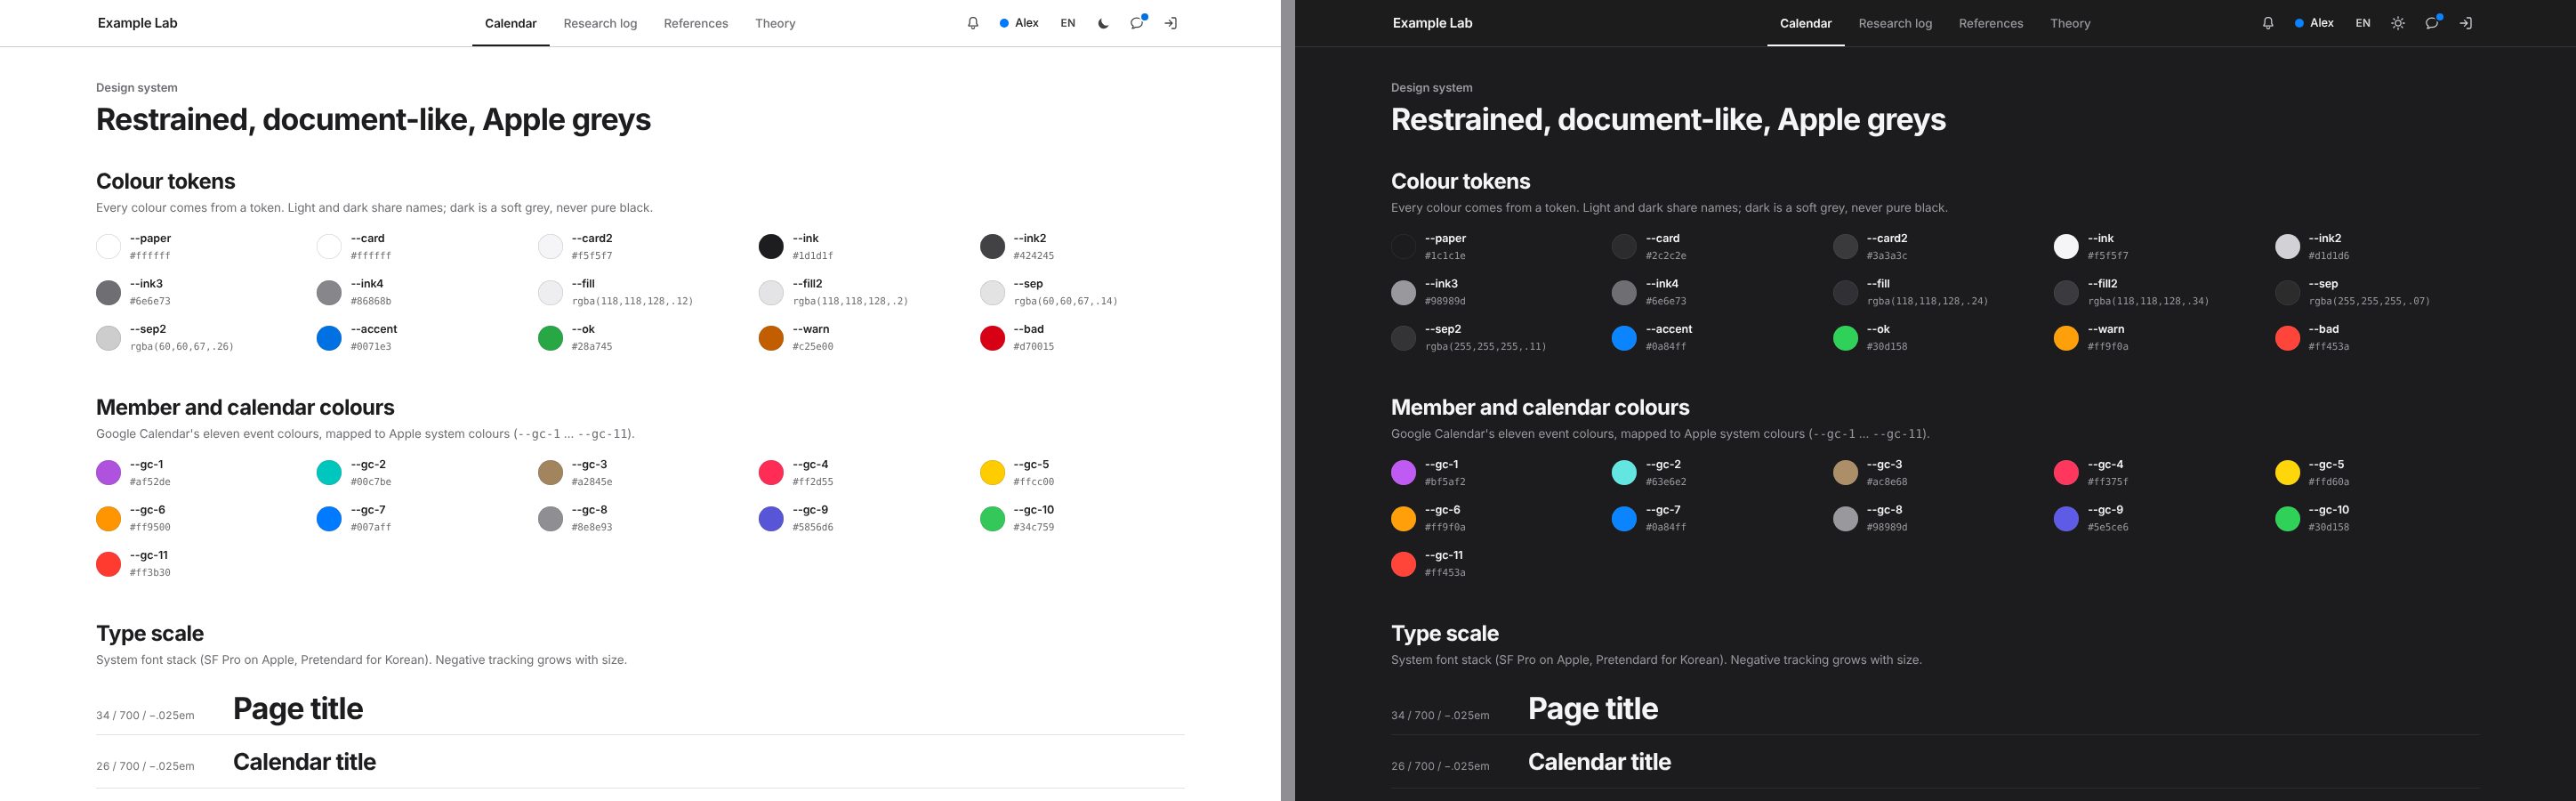 Example Lab
Calendar Research log References Theory
Alex EN
Design system
Restrained, document-like, Apple greys
Colour tokens
Every colour comes from a token. Light and dark share names; dark is a soft grey, never pure black.
--paper --card --card2 --ink --ink2
#ffffff #ffffff #f5f5f7 #1d1d1f #424245
--ink3 --ink4 --fill --fill2 --sep
#6e6e73 #86868b rgba(118,118,128,.12) rgba(118,118,128,.2) rgba(60,60,67,.14)
--sep2 --accent --ok --warn --bad
rgba(60,60,67,.26) #0071e3 #28a745 #c25e00 #d70015
Member and calendar colours
Google Calendar's eleven event colours, mapped to Apple system colours (--gc-1 … --gc-11).
--gc-1 --gc-2 --gc-3 --gc-4 --gc-5
#af52de #00c7be #a2845e #ff2d55 #ffcc00
--gc-6 --gc-7 --gc-8 --gc-9 --gc-10
#ff9500 #007aff #8e8e93 #5856d6 #34c759
--gc-11
#ff3b30
Type scale
System font stack (SF Pro on Apple, Pretendard for Korean). Negative tracking grows with size.
34 / 700 / −.025em Page title
26 / 700 / −.025em Calendar title
Example Lab
Calendar Research log References Theory
Alex EN
Design system
Restrained, document-like, Apple greys
Colour tokens
Every colour comes from a token. Light and dark share names; dark is a soft grey, never pure black.
--paper --card --card2 --ink --ink2
#1c1c1e #2c2c2e #3a3a3c #f5f5f7 #d1d1d6
--ink3 --ink4 --fill --fill2 --sep
#98989d #6e6e73 rgba(118,118,128,.24) rgba(118,118,128,.34) rgba(255,255,255,.07)
--sep2 --accent --ok --warn --bad
rgba(255,255,255,.11) #0a84ff #30d158 #ff9f0a #ff453a
Member and calendar colours
Google Calendar's eleven event colours, mapped to Apple system colours (--gc-1 … --gc-11).
--gc-1 --gc-2 --gc-3 --gc-4 --gc-5
#bf5af2 #63e6e2 #ac8e68 #ff375f #ffd60a
--gc-6 --gc-7 --gc-8 --gc-9 --gc-10
#ff9f0a #0a84ff #98989d #5e5ce6 #30d158
--gc-11
#ff453a
Type scale
System font stack (SF Pro on Apple, Pretendard for Korean). Negative tracking grows with size.
34 / 700 / −.025em Page title
26 / 700 / −.025em Calendar title